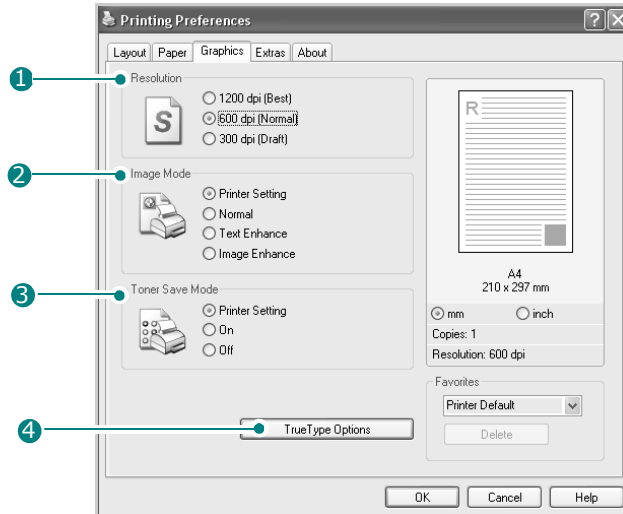 Printing Preferences
Layout Paper Graphics Extras About
1
Resolution
S
1200 dpi (Best)
600 dpi (Normal)
300 dpi (Draft)
2
Image Mode
Printer Setting
Normal
Text Enhance
Image Enhance
3
Toner Save Mode
Printer Setting
On
Off
4
TrueType Options
R
A4
210 x 297 mm
mm inch
Copies: 1
Resolution: 600 dpi
Favorites
Printer Default
Delete
OK Cancel Help